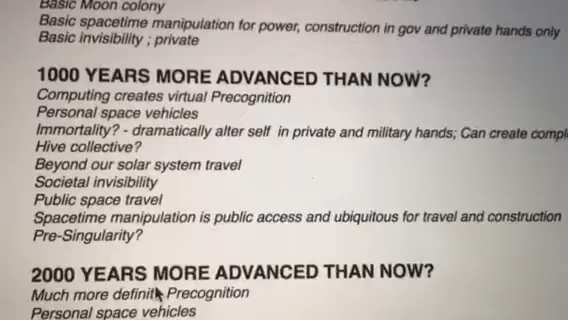 Basic Moon colony
Basic spacetime manipulation for power, construction in gov and private hands only
Basic invisibility ; private
1000 YEARS MORE ADVANCED THAN NOW?
Computing creates virtual Precognition
Personal space vehicles
Immortality? - dramatically alter self in private and military hands; Can create
Hive collective?
Beyond our solar system travel
Societal invisibility
Public space travel
Spacetime manipulation is public access and ubiquitous for travel and construction
Pre-Singularity?
2000 YEARS MORE ADVANCED THAN NOW?
Much more definite Precognition
Personal space vehicles